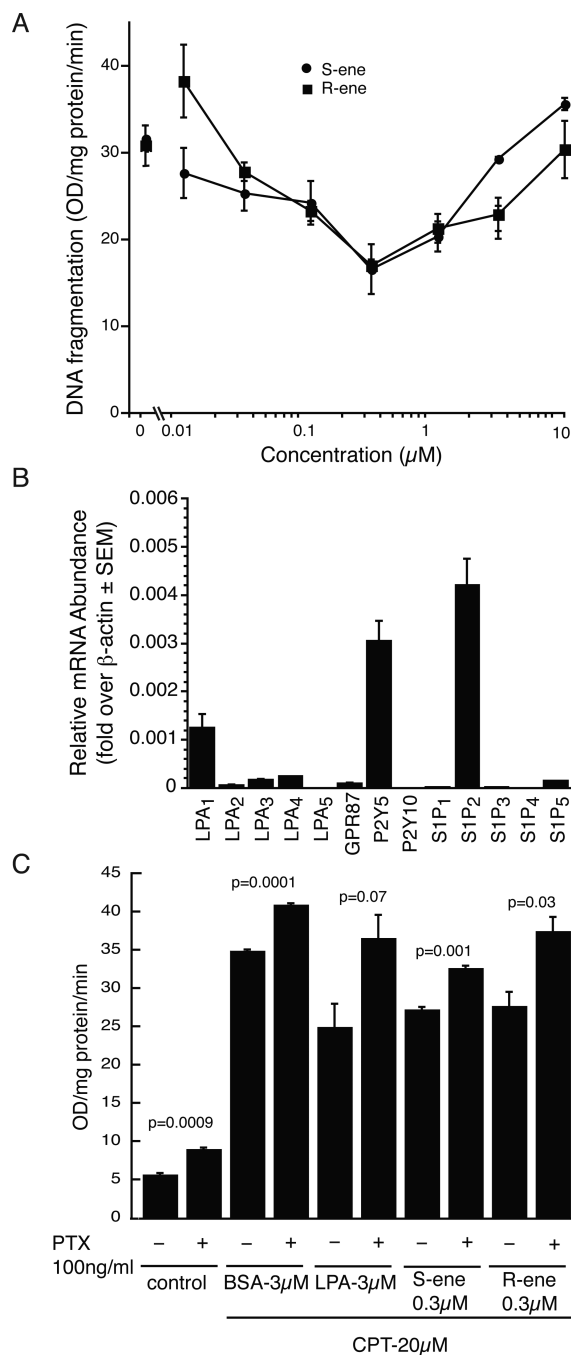 A
DNA fragmentation (OD/mg protein/min)
40
30
20
10
0
S-ene
R-ene
0 0.01 0.1 1 10
Concentration (µM)
B
Relative mRNA Abundance
(fold over β-actin ± SEM)
0.006
0.005
0.004
0.003
0.002
0.001
0
LPA1 LPA2 LPA3 LPA4 LPA5 GPR87 P2Y5 P2Y10 S1P1 S1P2 S1P3 S1P4 S1P5
C
OD/mg protein/min
45
40
35
30
25
20
15
10
5
0
p=0.0009
p=0.0001
p=0.07
p=0.001
p=0.03
PTX − + − + − + − + − +
100ng/ml
control BSA-3µM LPA-3µM S-ene R-ene
0.3µM 0.3µM
CPT-20µM